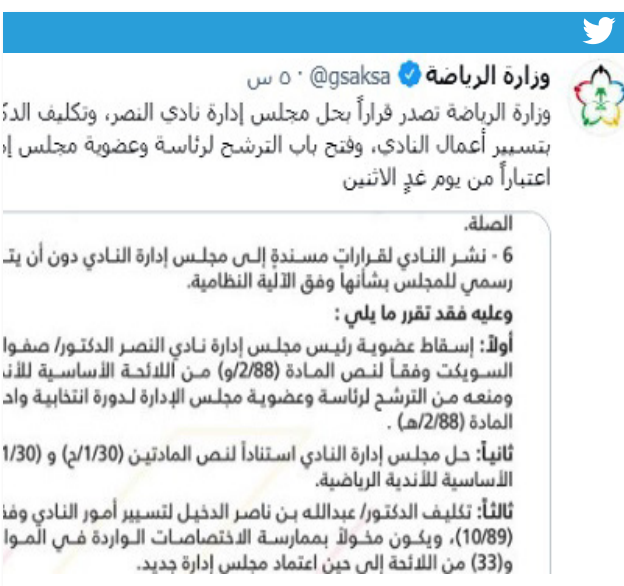 وزارة الرياضة @gsaksa · ٥ س
وزارة الرياضة تصدر قراراً بحل مجلس إدارة نادي النصر، وتكليف
بتسيير أعمال النادي، وفتح باب الترشح لرئاسة وعضوية مجلس
اعتباراً من يوم غدٍ الاثنين
الصلة.
6 - نشر النادي لقراراتٍ مسندةٍ إلى مجلس إدارة النادي دون أن
رسمي للمجلس بشأنها وفق الآلية النظامية.
وعليه فقد تقرر ما يلي :
أولاً: إسقاط عضوية رئيس مجلس إدارة نادي النصر الدكتور/
السويكت وفقاً لنص المادة (2/88/و) من اللائحة الأساسية
ومنعه من الترشح لرئاسة وعضوية مجلس الإدارة لدورة انتخابية
المادة (2/88/هـ) .
ثانياً: حل مجلس إدارة النادي استناداً لنص المادتين (1/30/ح) و (1/30
الأساسية للأندية الرياضية.
ثالثاً: تكليف الدكتور/ عبدالله بن ناصر الدخيل لتسيير أمور النادي
(10/89)، ويكون مخولاً بممارسة الاختصاصات الواردة في
و(33) من اللائحة إلى حين اعتماد مجلس إدارة جديد.